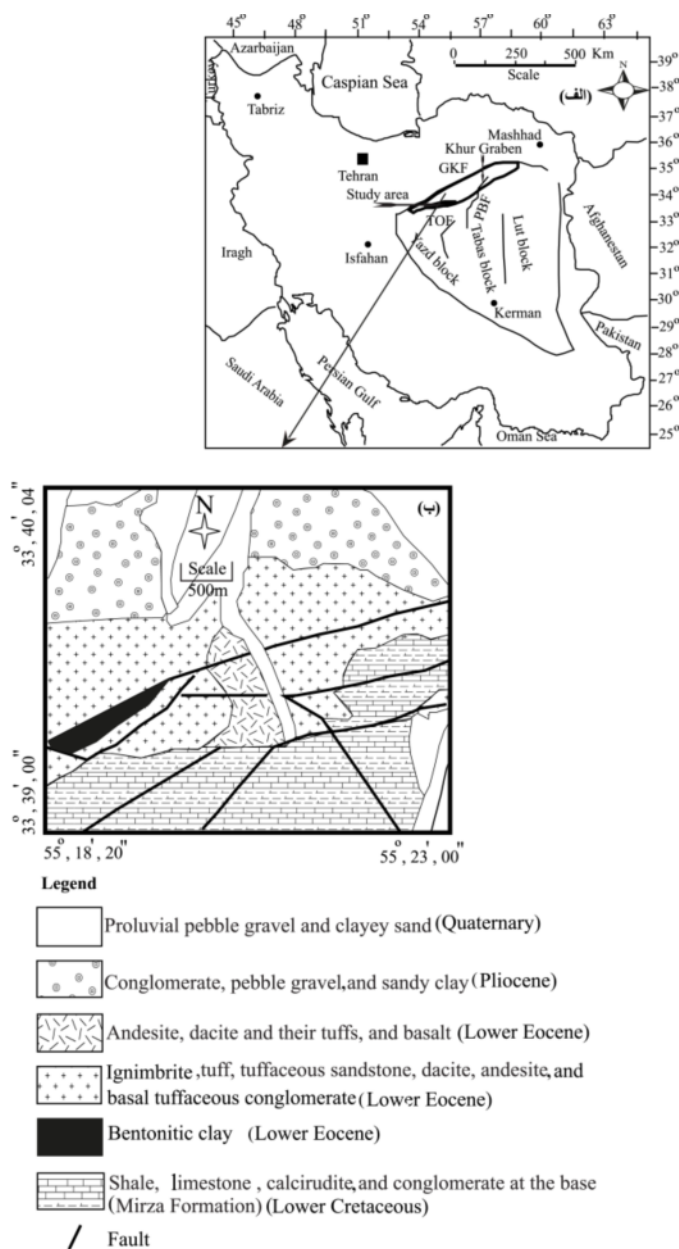 45° 48° 51° 54° 57° 60° 63°
Azarbaijan
Turkey
Caspian Sea
0 250 500 Km
Scale
N
(الف)
Tabriz
Mashhad
Khur Graben
GKF
Tehran
Study area
TOF
PBF
Yazd block
Tabas block
Lut block
Isfahan
Iragh
Kerman
Afghanestan
Pakistan
Saudi Arabia
Persian Gulf
Oman Sea
39°
38°
37°
36°
35°
34°
33°
32°
31°
30°
29°
28°
27°
26°
25°
33°, 40', 04"
N
Scale
500m
(ب)
33°, 39', 00"
55°, 18', 20"
55°, 23', 00"
Legend
Proluvial pebble gravel and clayey sand (Quaternary)
Conglomerate, pebble gravel, and sandy clay (Pliocene)
Andesite, dacite and their tuffs, and basalt (Lower Eocene)
Ignimbrite ,tuff, tuffaceous sandstone, dacite, andesite, and
basal tuffaceous conglomerate (Lower Eocene)
Bentonitic clay (Lower Eocene)
Shale, limestone , calcirudite, and conglomerate at the base
(Mirza Formation) (Lower Cretaceous)
Fault